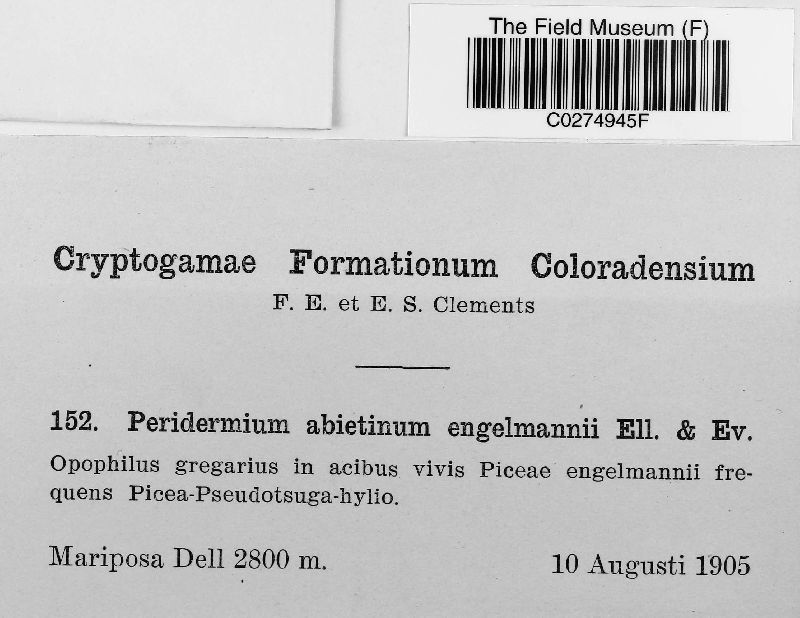 The Field Museum (F)
C0274945F
Cryptogamae Formationum Coloradensium
F. E. et E. S. Clements
152. Peridermium abietinum engelmannii Ell. & Ev.
Opophilus gregarius in acibus vivis Piceae engelmannii fre-
quens Picea-Pseudotsuga-hylio.
Mariposa Dell 2800 m. 10 Augusti 1905